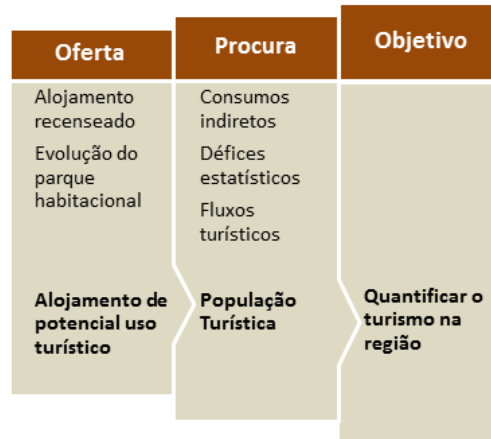 Oferta
Alojamento
recenseado
Evolução do
parque
habitacional
Alojamento de
potencial uso
turístico
Procura
Consumos
indiretos
Défices
estatísticos
Fluxos
turísticos
População
Turística
Objetivo
Quantificar o
turismo na
região